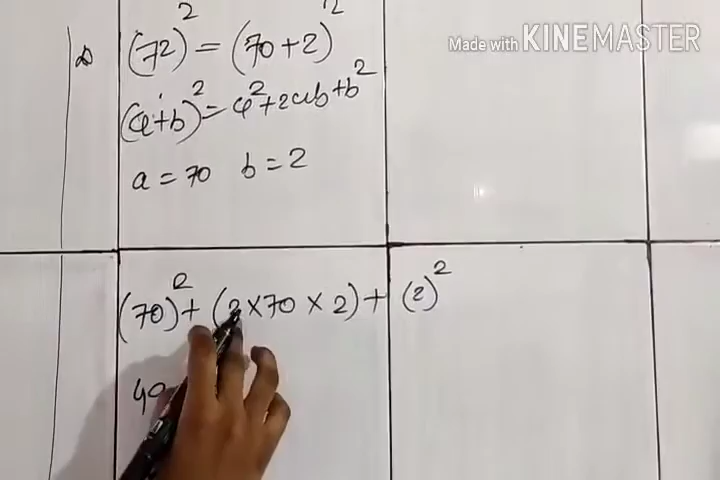 Made with KINEMASTER
(72)² = (70+2)²
(a+b)² = a²+2ab+b²
a = 70 b = 2
(70)² + (2×70×2) + (2)²
49